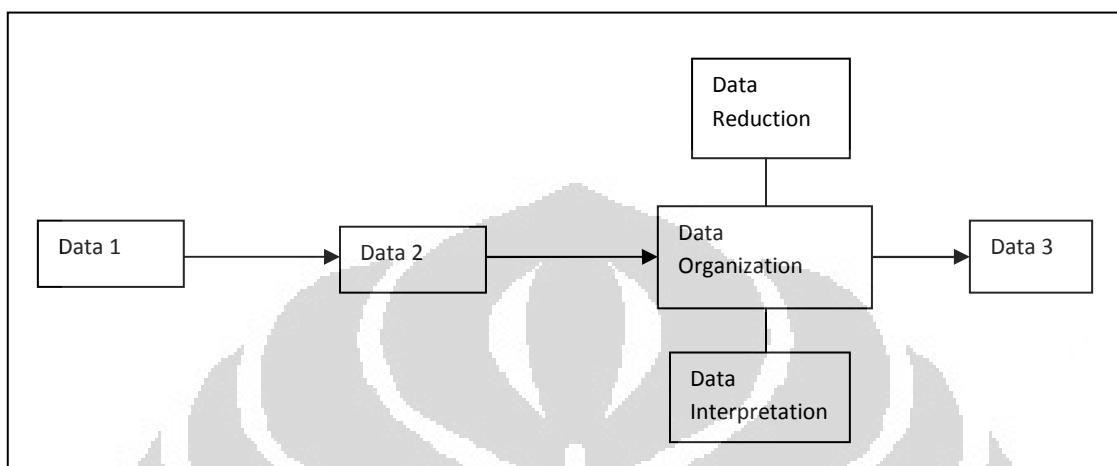 Data
Reduction
Data 1
Data 2
Data
Organization
Data 3
Data
Interpretation